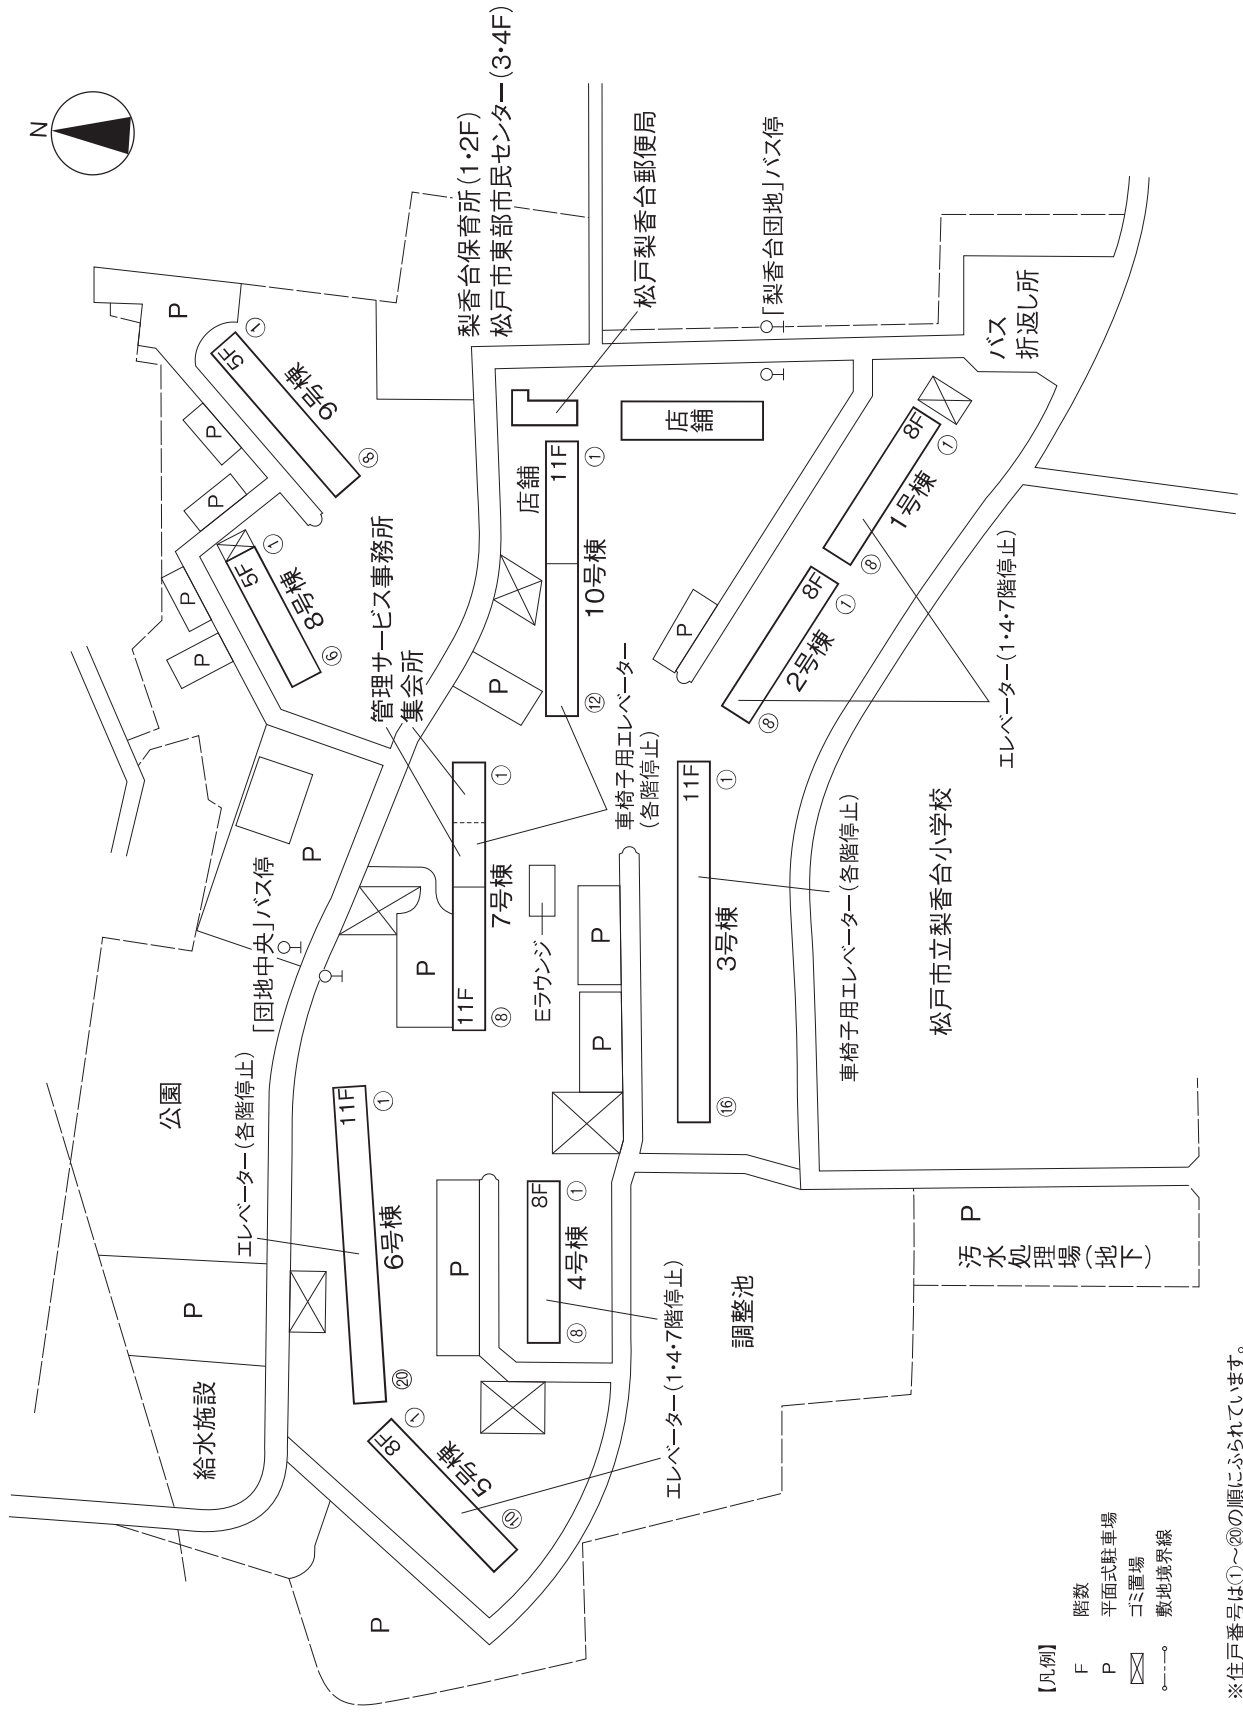 N
梨香台保育所（1・2F）
松戸市東部市民センター（3・4F）
松戸梨香台郵便局
「梨香台団地」バス停
バス
折返し所
P
5F
9号棟
①
⑧
P
P
5F
8号棟
①
⑥
P
P
店舗
11F
10号棟
①
⑫
店舗
8F
1号棟
①
⑧
8F
2号棟
①
⑧
エレベーター（1・4・7階停止）
P
P
管理サービス事務所
集会所
車椅子用エレベーター
（各階停止）
P
「団地中央」バス停
7号棟
11F
①
⑧
P
Eラウンジ
11F
3号棟
①
⑯
車椅子用エレベーター（各階停止）
松戸市立梨香台小学校
P
P
公園
エレベーター（各階停止）
11F
6号棟
①
⑳
P
8F
4号棟
①
⑧
エレベーター（1・4・7階停止）
調整池
P
汚水処理場（地下）
P
給水施設
8F
5号棟
①
⑩
P
【凡例】
F 階数
P 平面式駐車場
ゴミ置場
敷地境界線
※住戸番号は①〜⑳の順にふられています。